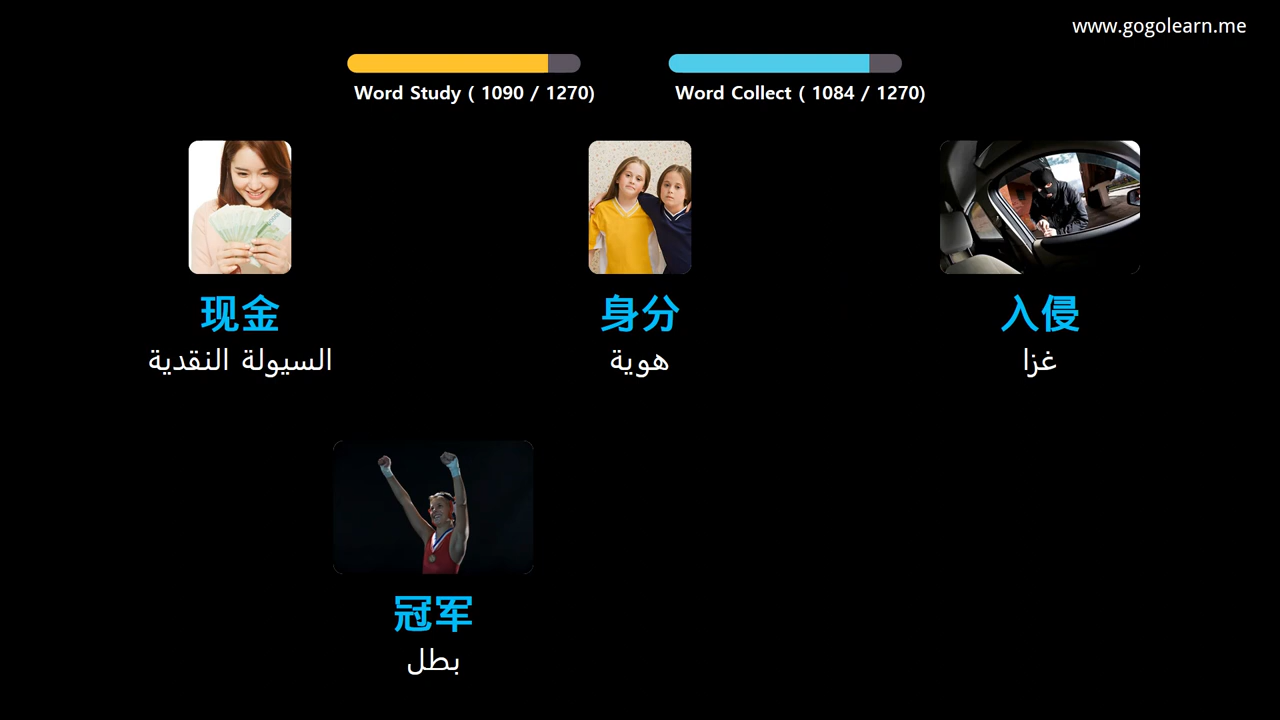 www.gogolearn.me
Word Study ( 1090 / 1270)
Word Collect ( 1084 / 1270)
现金
السيولة النقدية
身分
هوية
入侵
غزا
冠军
بطل